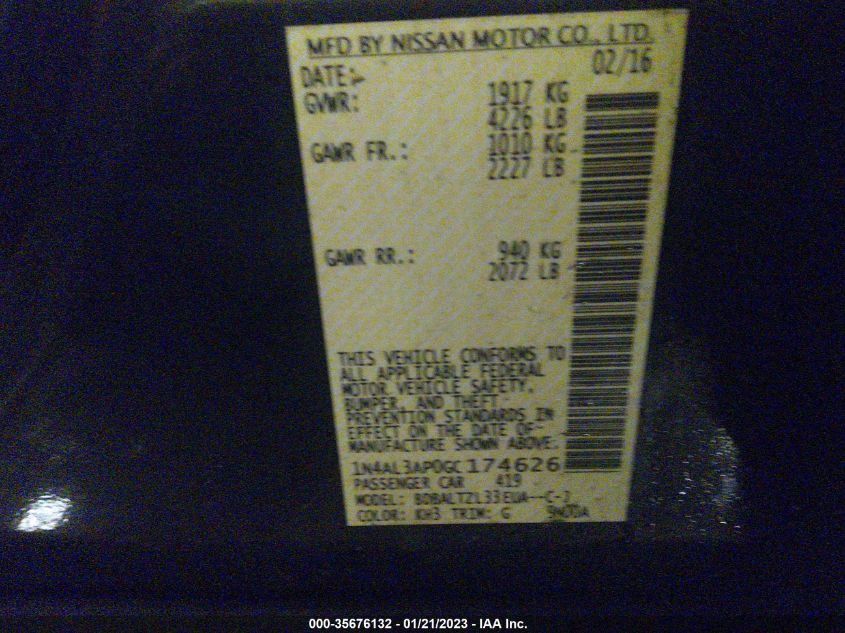 MFD BY NISSAN MOTOR CO., LTD.
DATE: 02/16
GVWR: 1917 KG
4226 LB
GAWR FR.: 1010 KG
2227 LB
GAWR RR.: 940 KG
2072 LB
THIS VEHICLE CONFORMS TO
ALL APPLICABLE FEDERAL
MOTOR VEHICLE SAFETY,
BUMPER, AND THEFT
PREVENTION STANDARDS IN
EFFECT ON THE DATE OF
MANUFACTURE SHOWN ABOVE.
1N4AL3AP0GC174626
PASSENGER CAR 419
MODEL:
COLOR: KH3 TRIM: G
000-35676132 - 01/21/2023 - IAA Inc.